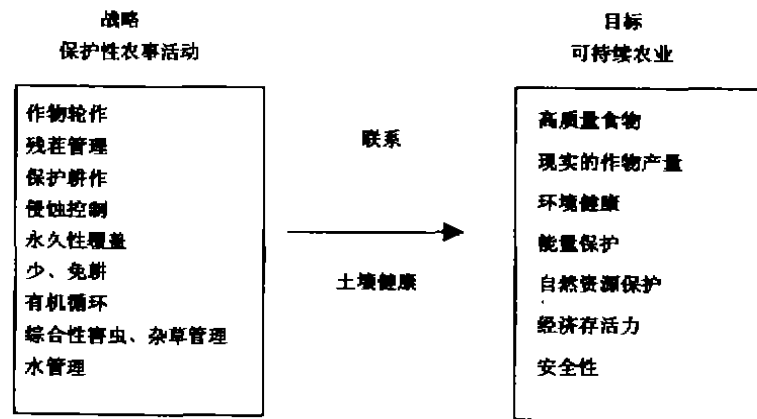 战略
保护性农事活动
作物轮作
残茬管理
保护耕作
侵蚀控制
永久性覆盖
少、免耕
有机循环
综合性害虫、杂草管理
水管理
联系
土壤健康
目标
可持续农业
高质量食物
现实的作物产量
环境健康
能量保护
自然资源保护
经济存活力
安全性